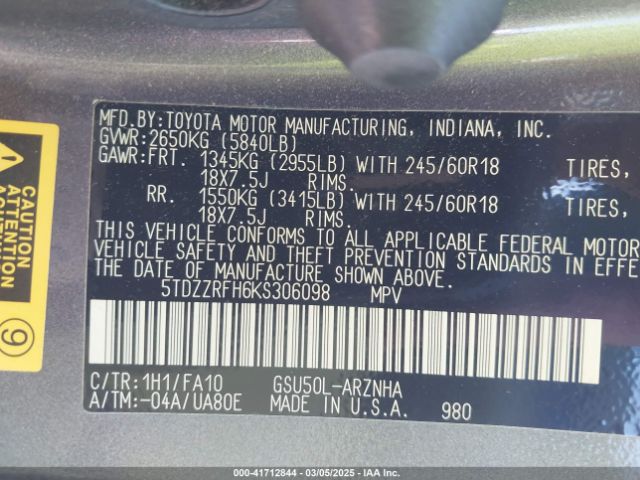 MFD.BY:TOYOTA MOTOR MANUFACTURING, INDIANA, INC.
GVWR:2650KG (5840LB)
GAWR:FRT. 1345KG (2955LB) WITH 245/60R18 TIRES,
18X7.5J RIMS.
RR. 1550KG (3415LB) WITH 245/60R18 TIRES,
18X7.5J RIMS.
THIS VEHICLE CONFORMS TO ALL APPLICABLE FEDERAL MOTOR
VEHICLE SAFETY AND THEFT PREVENTION STANDARDS IN EFFE
THE DATE OF MANUFACTURE SHOWN ABOVE.
5TDZZRFH6KS306098 MPV
C/TR:1H1/FA10 GSU50L-ARZNHA
A/TM:-04A/UA80E MADE IN U.S.A. 980
CAUTION
ATTENTION
9
000-41712844 | 03/05/2025 - IAA Inc.